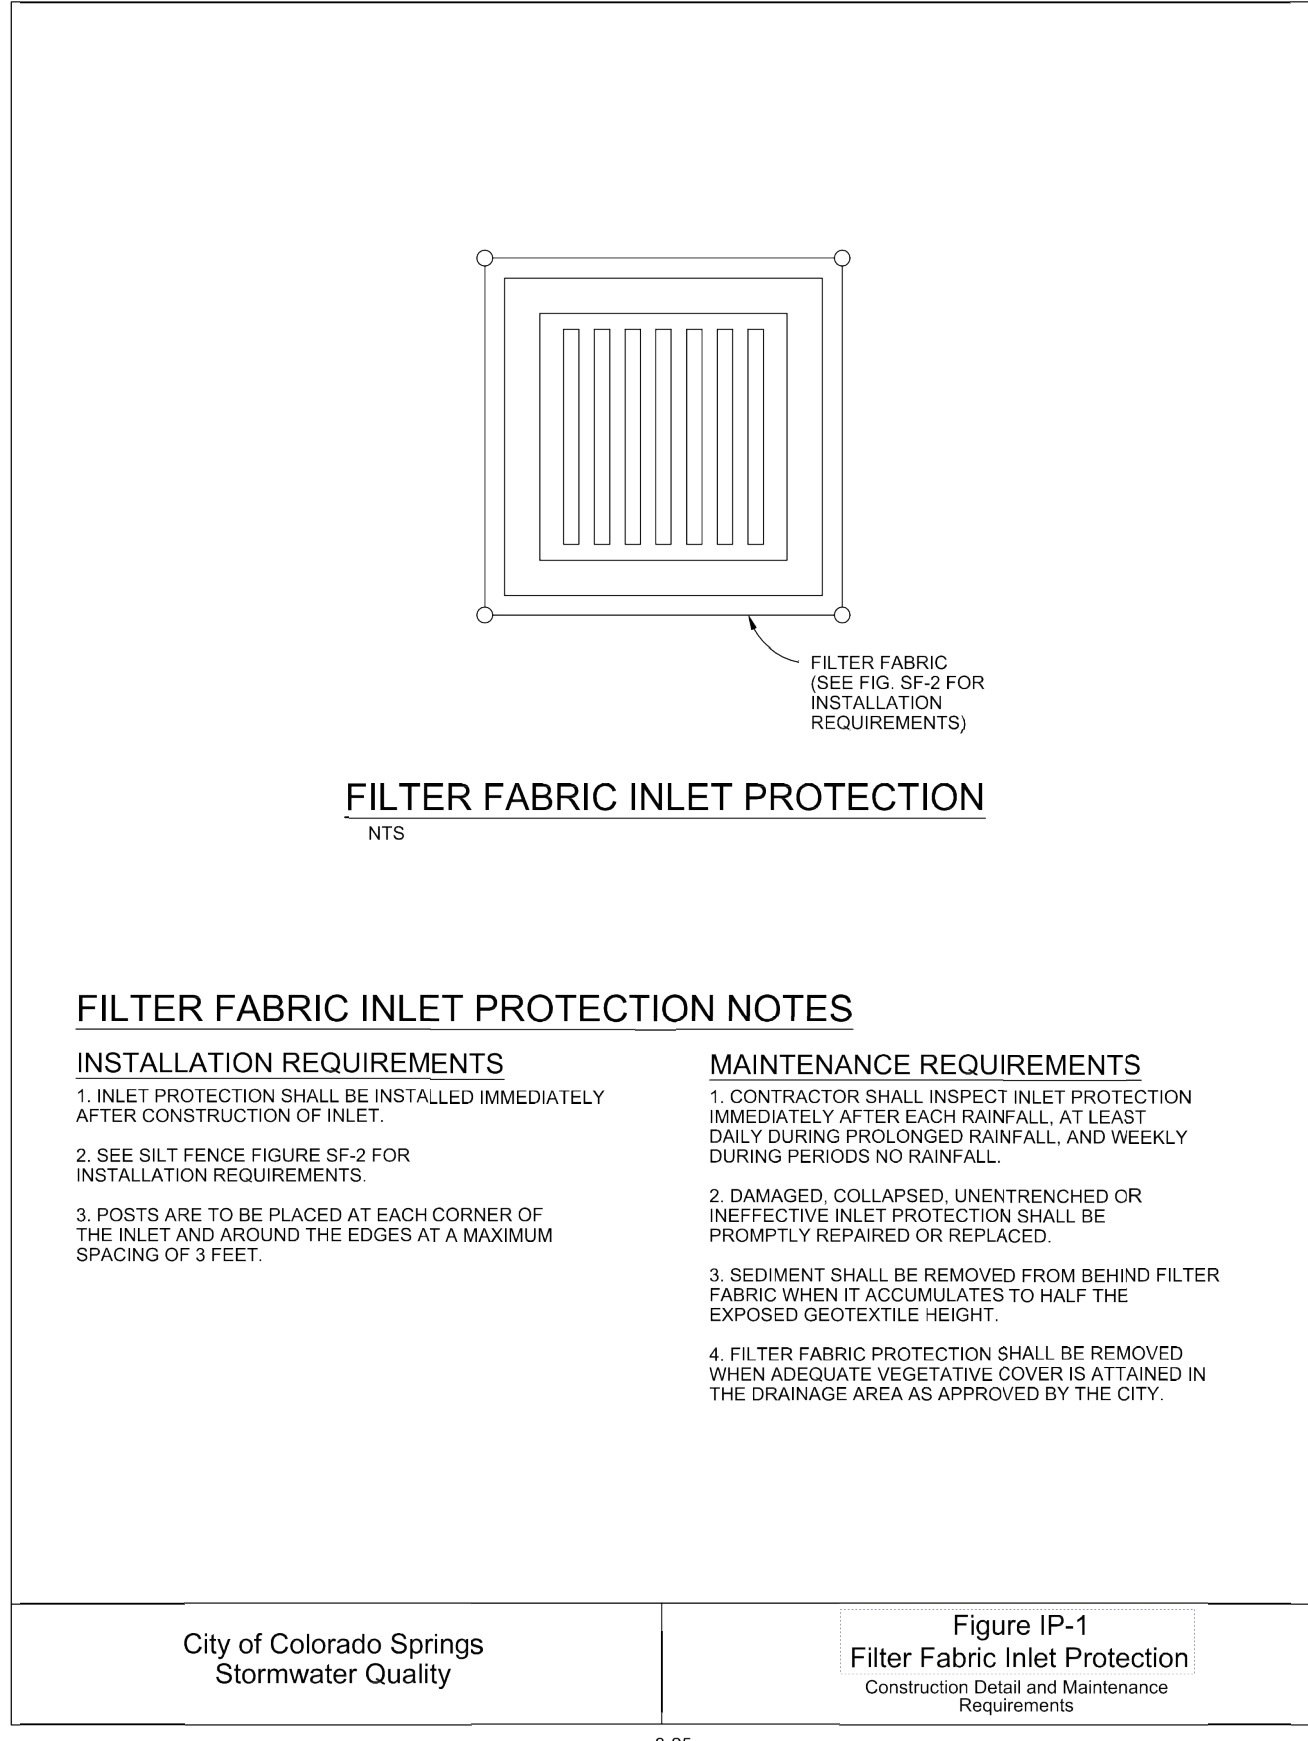 FILTER FABRIC
(SEE FIG. SF-2 FOR
INSTALLATION
REQUIREMENTS)
FILTER FABRIC INLET PROTECTION
NTS
FILTER FABRIC INLET PROTECTION NOTES
INSTALLATION REQUIREMENTS
1. INLET PROTECTION SHALL BE INSTALLED IMMEDIATELY
AFTER CONSTRUCTION OF INLET.
2. SEE SILT FENCE FIGURE SF-2 FOR
INSTALLATION REQUIREMENTS.
3. POSTS ARE TO BE PLACED AT EACH CORNER OF
THE INLET AND AROUND THE EDGES AT A MAXIMUM
SPACING OF 3 FEET.
MAINTENANCE REQUIREMENTS
1. CONTRACTOR SHALL INSPECT INLET PROTECTION
IMMEDIATELY AFTER EACH RAINFALL, AT LEAST
DAILY DURING PROLONGED RAINFALL, AND WEEKLY
DURING PERIODS NO RAINFALL.
2. DAMAGED, COLLAPSED, UNENTRENCHED OR
INEFFECTIVE INLET PROTECTION SHALL BE
PROMPTLY REPAIRED OR REPLACED.
3. SEDIMENT SHALL BE REMOVED FROM BEHIND FILTER
FABRIC WHEN IT ACCUMULATES TO HALF THE
EXPOSED GEOTEXTILE HEIGHT.
4. FILTER FABRIC PROTECTION SHALL BE REMOVED
WHEN ADEQUATE VEGETATIVE COVER IS ATTAINED IN
THE DRAINAGE AREA AS APPROVED BY THE CITY.
City of Colorado Springs
Stormwater Quality
Figure IP-1
Filter Fabric Inlet Protection
Construction Detail and Maintenance
Requirements